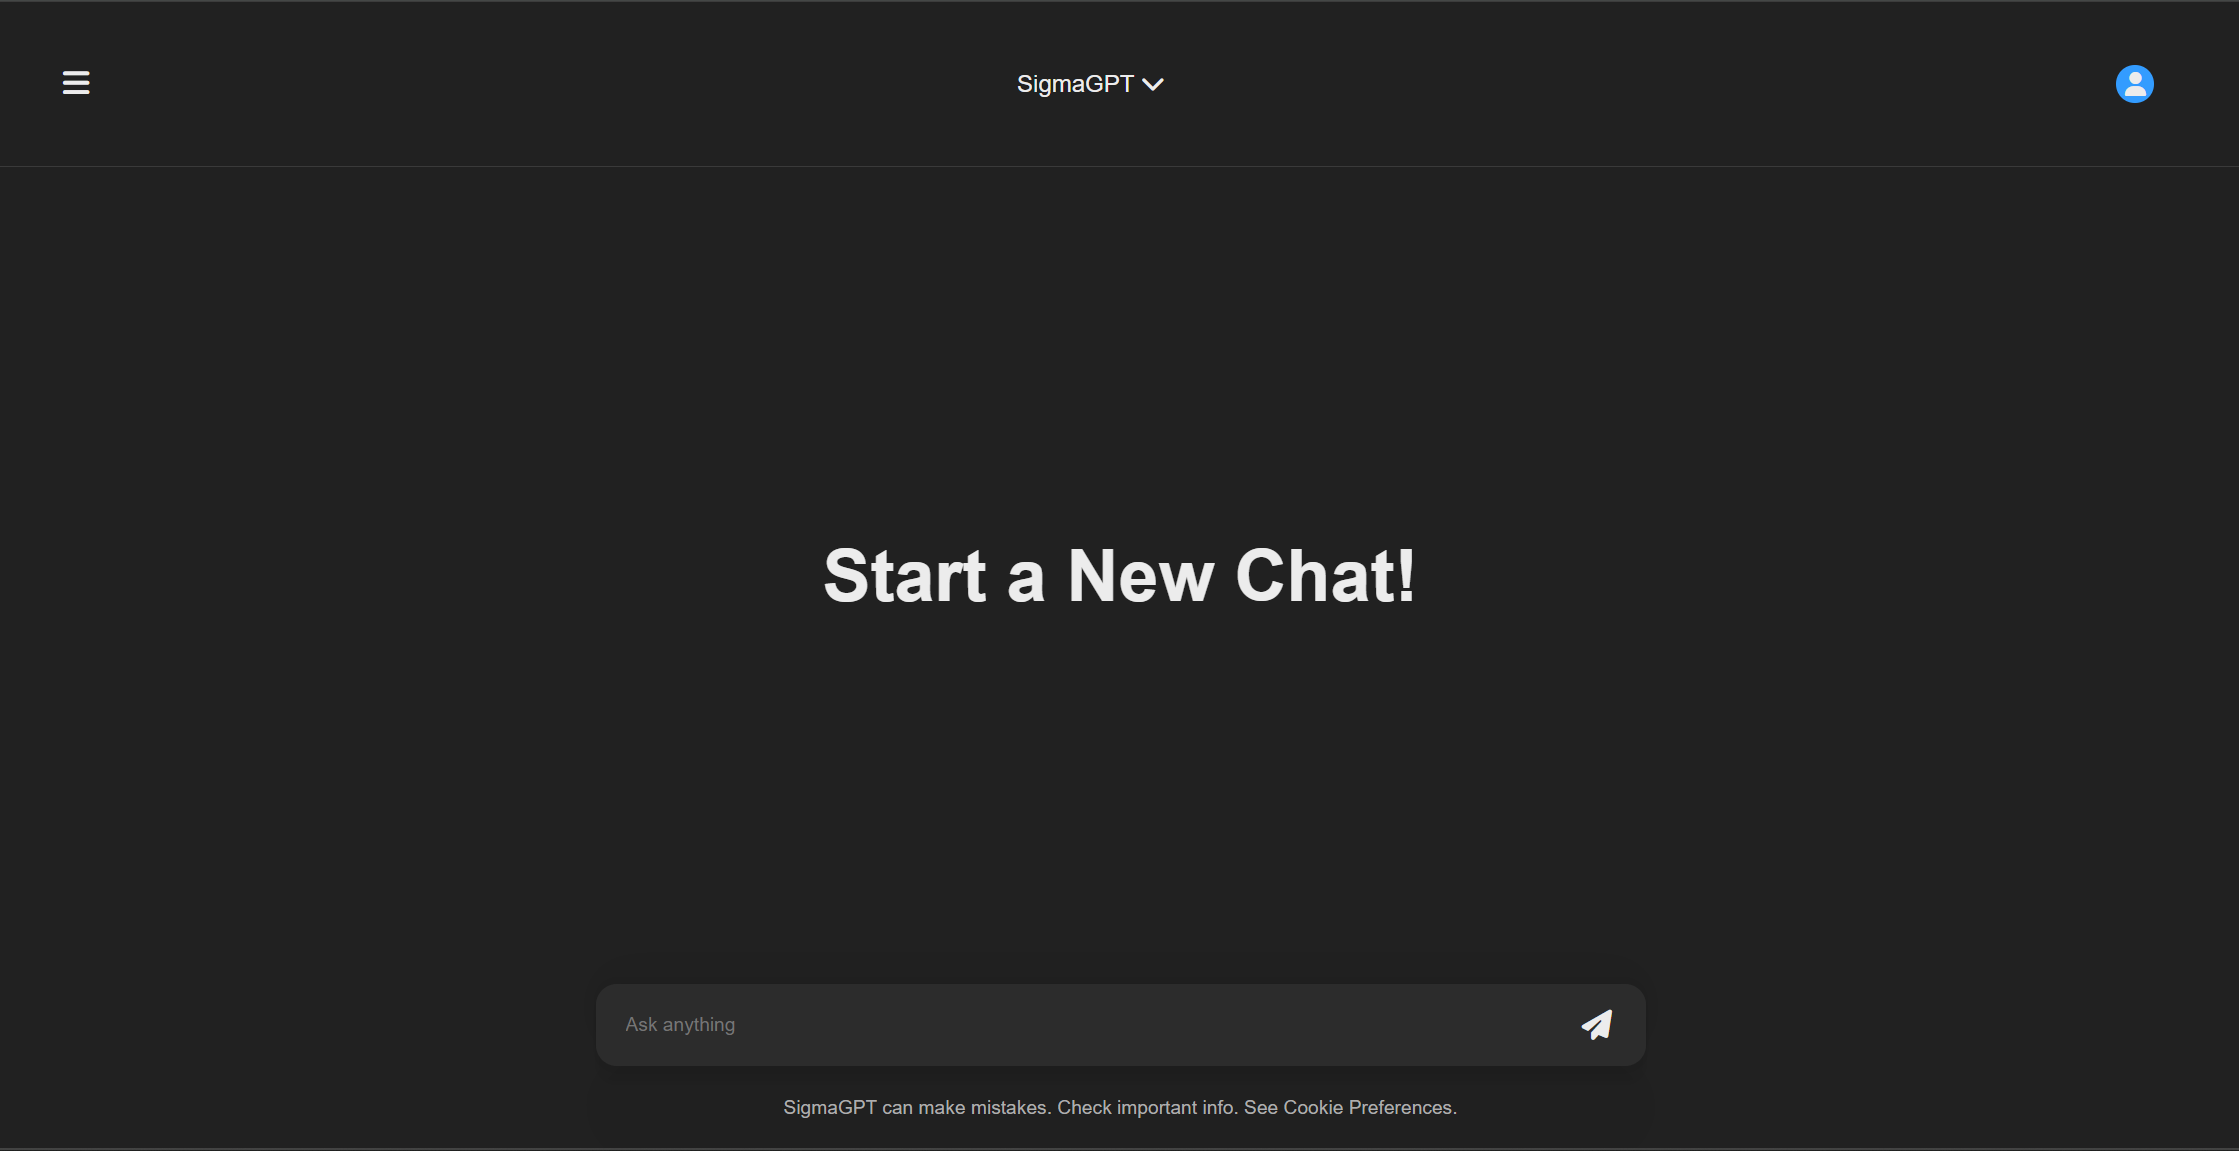 SigmaGPT
Start a New Chat!
Ask anything
SigmaGPT can make mistakes. Check important info. See Cookie Preferences.